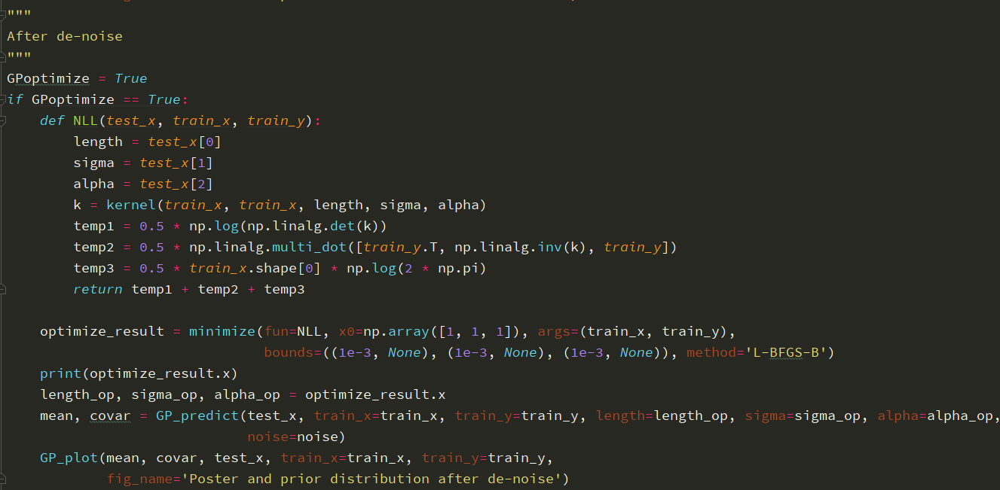 """
After de-noise
"""
GPoptimize = True
if GPoptimize == True:
    def NLL(test_x, train_x, train_y):
        length = test_x[0]
        sigma = test_x[1]
        alpha = test_x[2]
        k = kernel(train_x, train_x, length, sigma, alpha)
        temp1 = 0.5 * np.log(np.linalg.det(k))
        temp2 = 0.5 * np.linalg.multi_dot([train_y.T, np.linalg.inv(k), train_y])
        temp3 = 0.5 * train_x.shape[0] * np.log(2 * np.pi)
        return temp1 + temp2 + temp3

    optimize_result = minimize(fun=NLL, x0=np.array([1, 1, 1]), args=(train_x, train_y),
                               bounds=((1e-3, None), (1e-3, None), (1e-3, None)), method='L-BFGS-B')
    print(optimize_result.x)
    length_op, sigma_op, alpha_op = optimize_result.x
    mean, covar = GP_predict(test_x, train_x=train_x, train_y=train_y, length=length_op, sigma=sigma_op, alpha=alpha_op,
                             noise=noise)
    GP_plot(mean, covar, test_x, train_x=train_x, train_y=train_y,
            fig_name='Poster and prior distribution after de-noise')